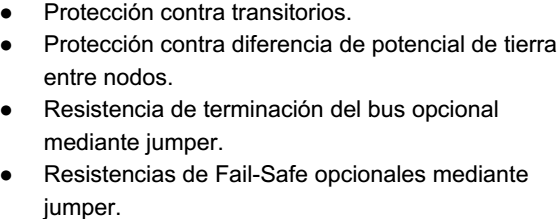 ● Protección contra transitorios.
● Protección contra diferencia de potencial de tierra
entre nodos.
● Resistencia de terminación del bus opcional
mediante jumper.
● Resistencias de Fail-Safe opcionales mediante
jumper.